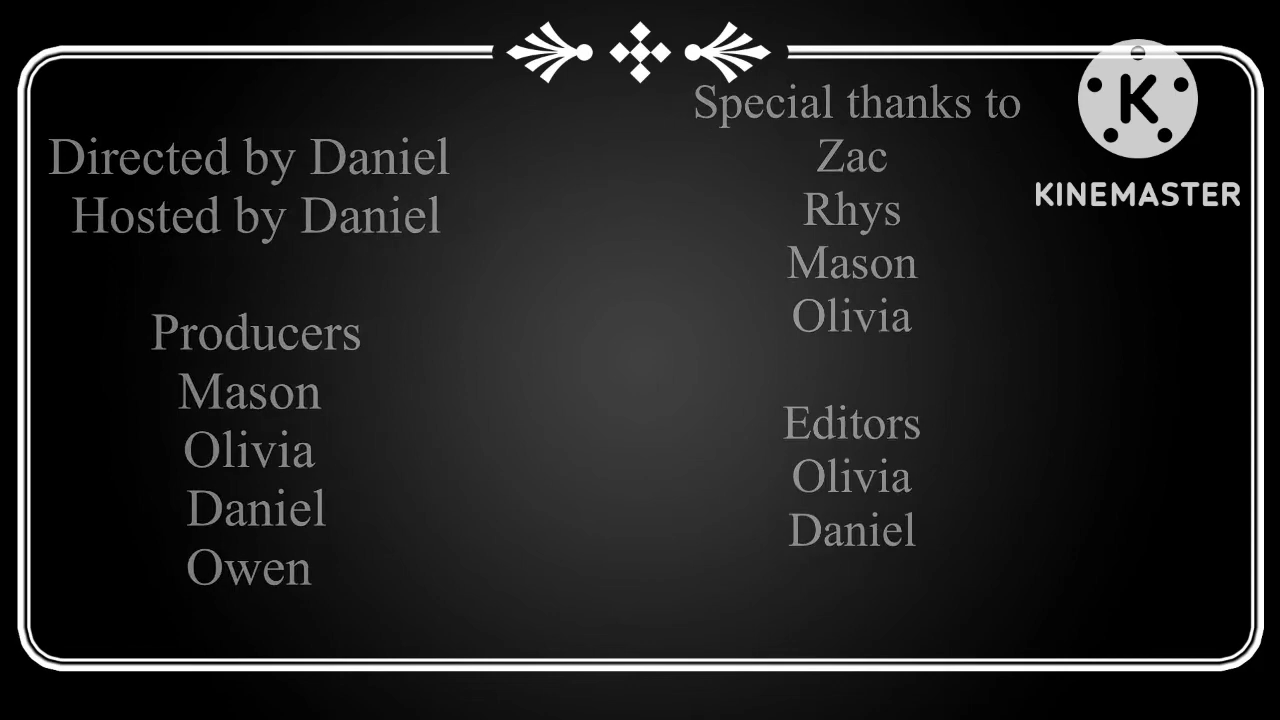 Directed by Daniel
Hosted by Daniel
Producers
Mason
Olivia
Daniel
Owen
Special thanks to
Zac
Rhys
Mason
Olivia
Editors
Olivia
Daniel
K
KINEMASTER